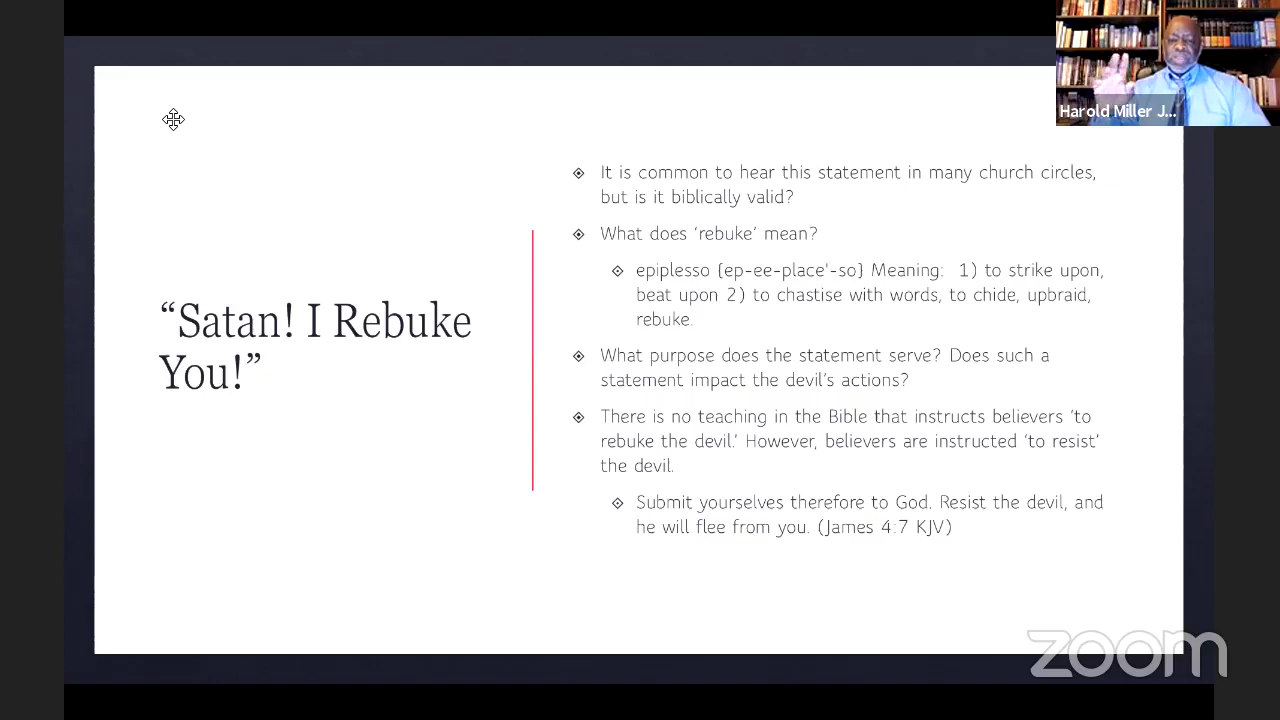 Harold Miller J...
“Satan! I Rebuke
You!”
It is common to hear this statement in many church circles,
but is it biblically valid?
What does ‘rebuke’ mean?
epiplesso {ep-ee-place'-so} Meaning: 1) to strike upon,
beat upon 2) to chastise with words, to chide, upbraid,
rebuke.
What purpose does the statement serve? Does such a
statement impact the devil’s actions?
There is no teaching in the Bible that instructs believers ‘to
rebuke the devil.’ However, believers are instructed ‘to resist’
the devil.
Submit yourselves therefore to God. Resist the devil, and
he will flee from you. (James 4:7 KJV)
zoom